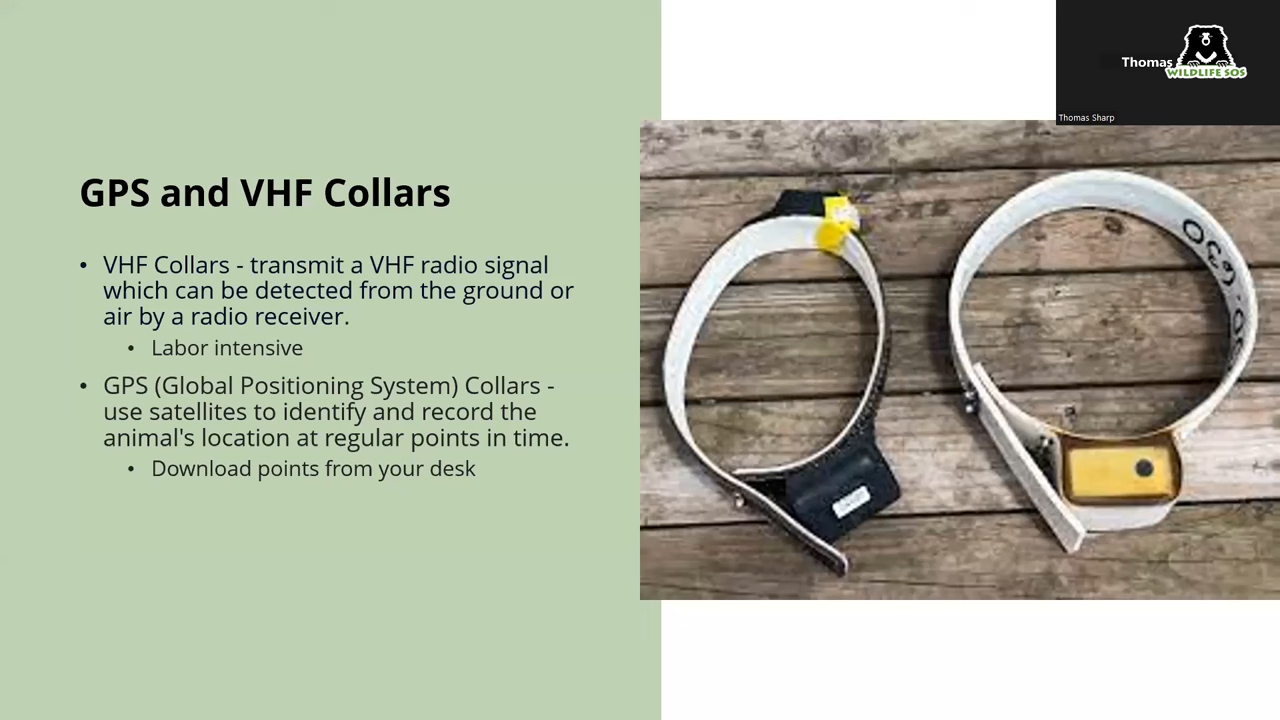 Thomas
WILDLIFE SOS
Thomas Sharp
GPS and VHF Collars
• VHF Collars - transmit a VHF radio signal
which can be detected from the ground or
air by a radio receiver.
• Labor intensive
• GPS (Global Positioning System) Collars -
use satellites to identify and record the
animal's location at regular points in time.
• Download points from your desk